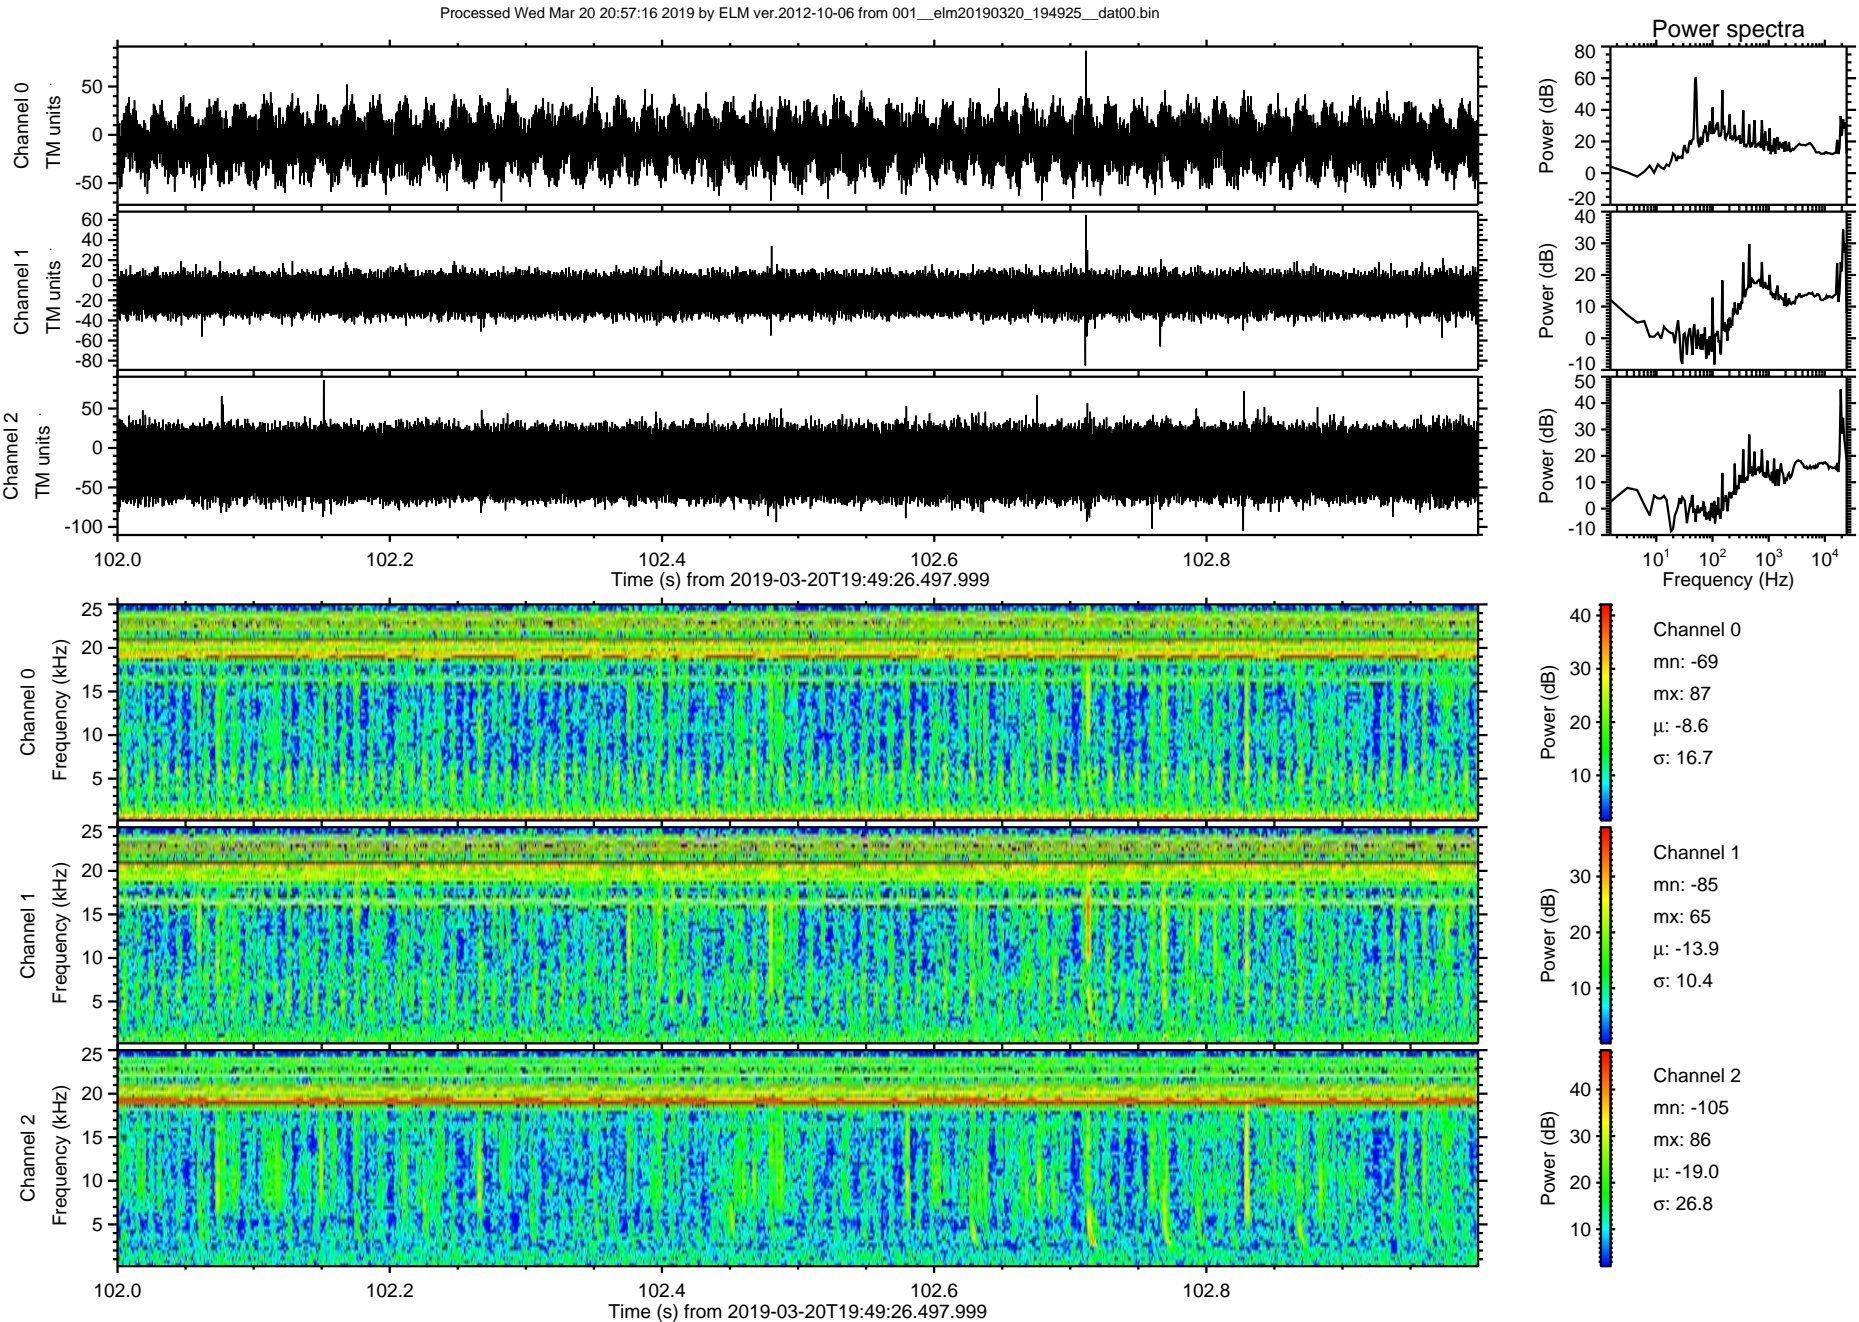 Processed Wed Mar 20 20:57:16 2019 by ELM ver.2012-10-06 from 001__elm20190320_194925__dat00.bin
Power spectra
Channel 0
TM units
50
0
-50
Power (dB)
80
60
40
20
0
-20
Channel 1
TM units
60
40
20
0
-20
-40
-60
-80
Power (dB)
40
30
20
10
0
-10
Channel 2
TM units
50
0
-50
-100
Power (dB)
50
40
30
20
10
0
-10
102.0 102.2 102.4 102.6 102.8
Time (s) from 2019-03-20T19:49:26.497.999
10^1 10^2 10^3 10^4
Frequency (Hz)
Channel 0
Frequency (kHz)
25
20
15
10
5
Power (dB)
40
30
20
10
Channel 0
mn: -69
mx: 87
μ: -8.6
σ: 16.7
Channel 1
Frequency (kHz)
25
20
15
10
5
Power (dB)
30
20
10
Channel 1
mn: -85
mx: 65
μ: -13.9
σ: 10.4
Channel 2
Frequency (kHz)
25
20
15
10
5
Power (dB)
40
30
20
10
Channel 2
mn: -105
mx: 86
μ: -19.0
σ: 26.8
102.0 102.2 102.4 102.6 102.8
Time (s) from 2019-03-20T19:49:26.497.999